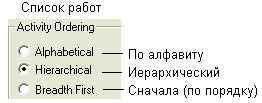 Список работ
Activity Ordering
Alphabetical
По алфавиту
Hierarchical
Иерархический
Breadth First
Сначала (по порядку)